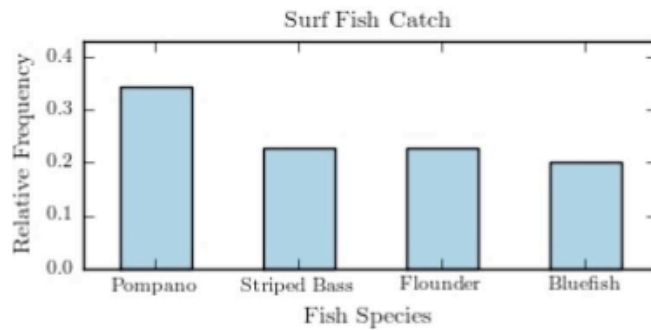 Surf Fish Catch
Relative Frequency
0.4
0.3
0.2
0.1
0.0
Pompano Striped Bass Flounder Bluefish
Fish Species